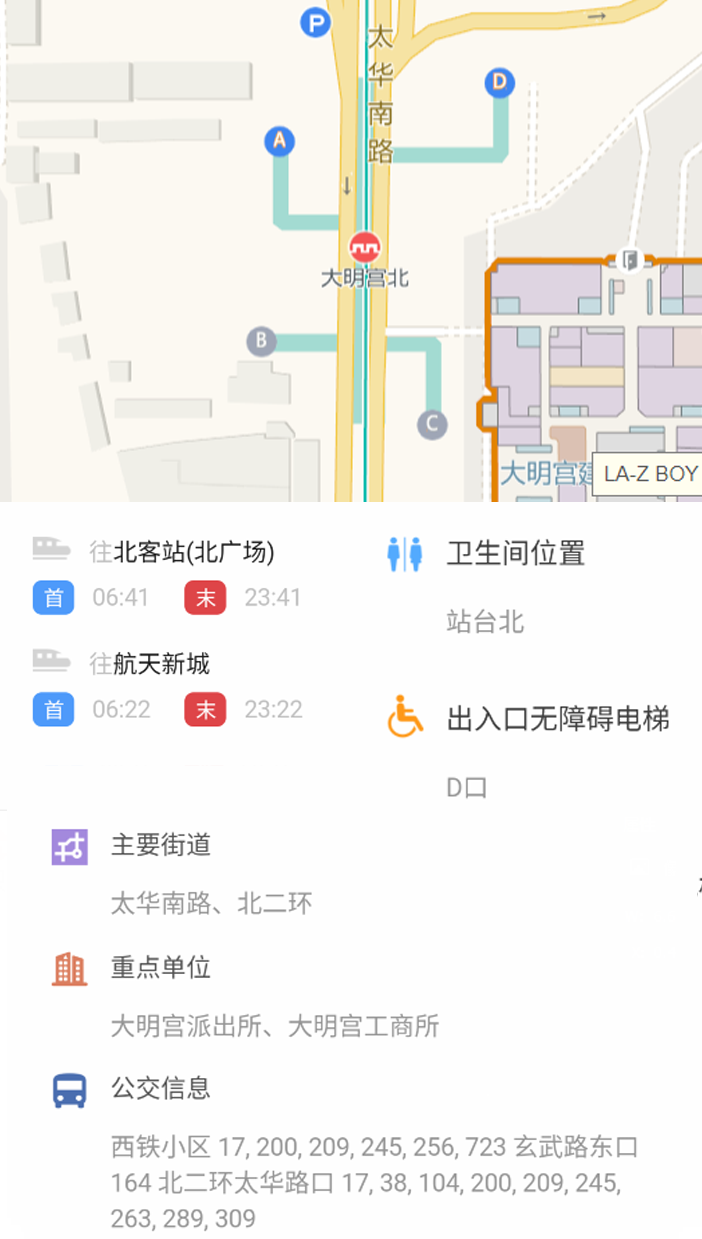 P
太华南路
D
A
大明宫北
B
C
大明宫建
LA-Z BOY
往北客站(北广场)
首 06:41 末 23:41
往航天新城
首 06:22 末 23:22
卫生间位置
站台北
出入口无障碍电梯
D口
主要街道
太华南路、北二环
重点单位
大明宫派出所、大明宫工商所
公交信息
西铁小区 17, 200, 209, 245, 256, 723 玄武路东口
164 北二环太华路口 17, 38, 104, 200, 209, 245,
263, 289, 309